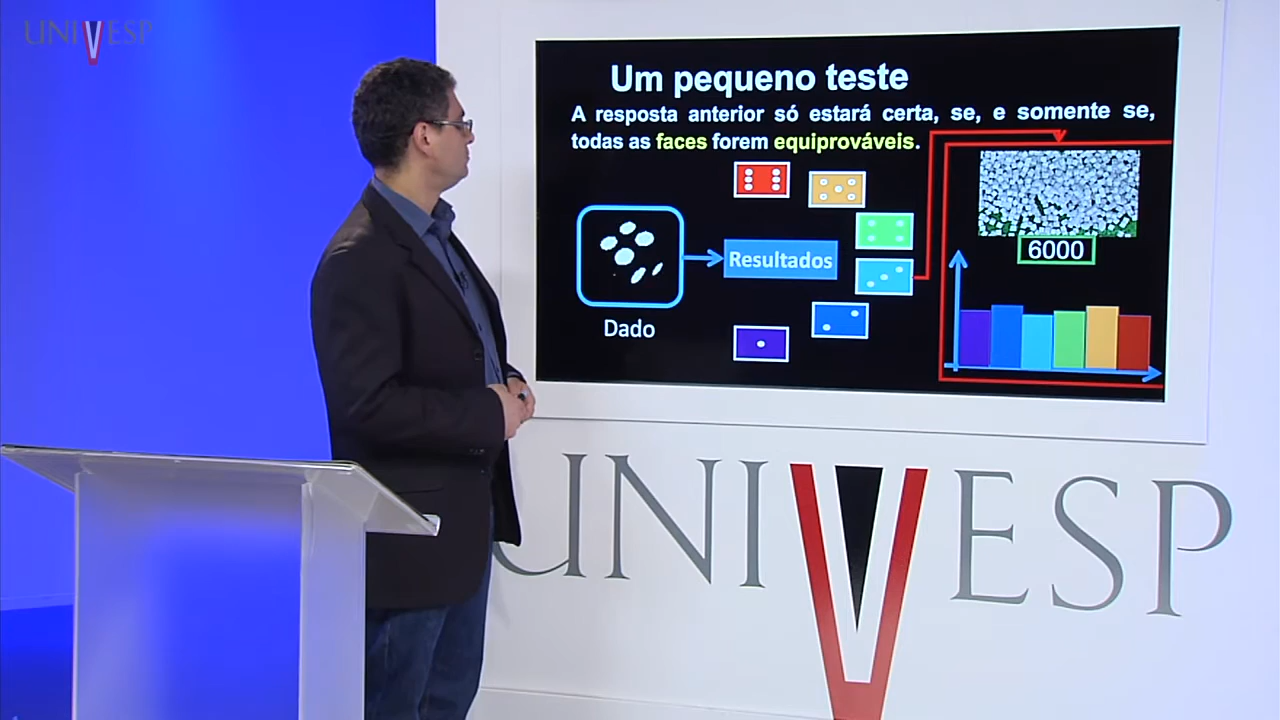 UNIVESP
Um pequeno teste
A resposta anterior só estará certa, se, e somente se,
todas as faces forem equiprováveis.
6000
Resultados
Dado
UNIVESP